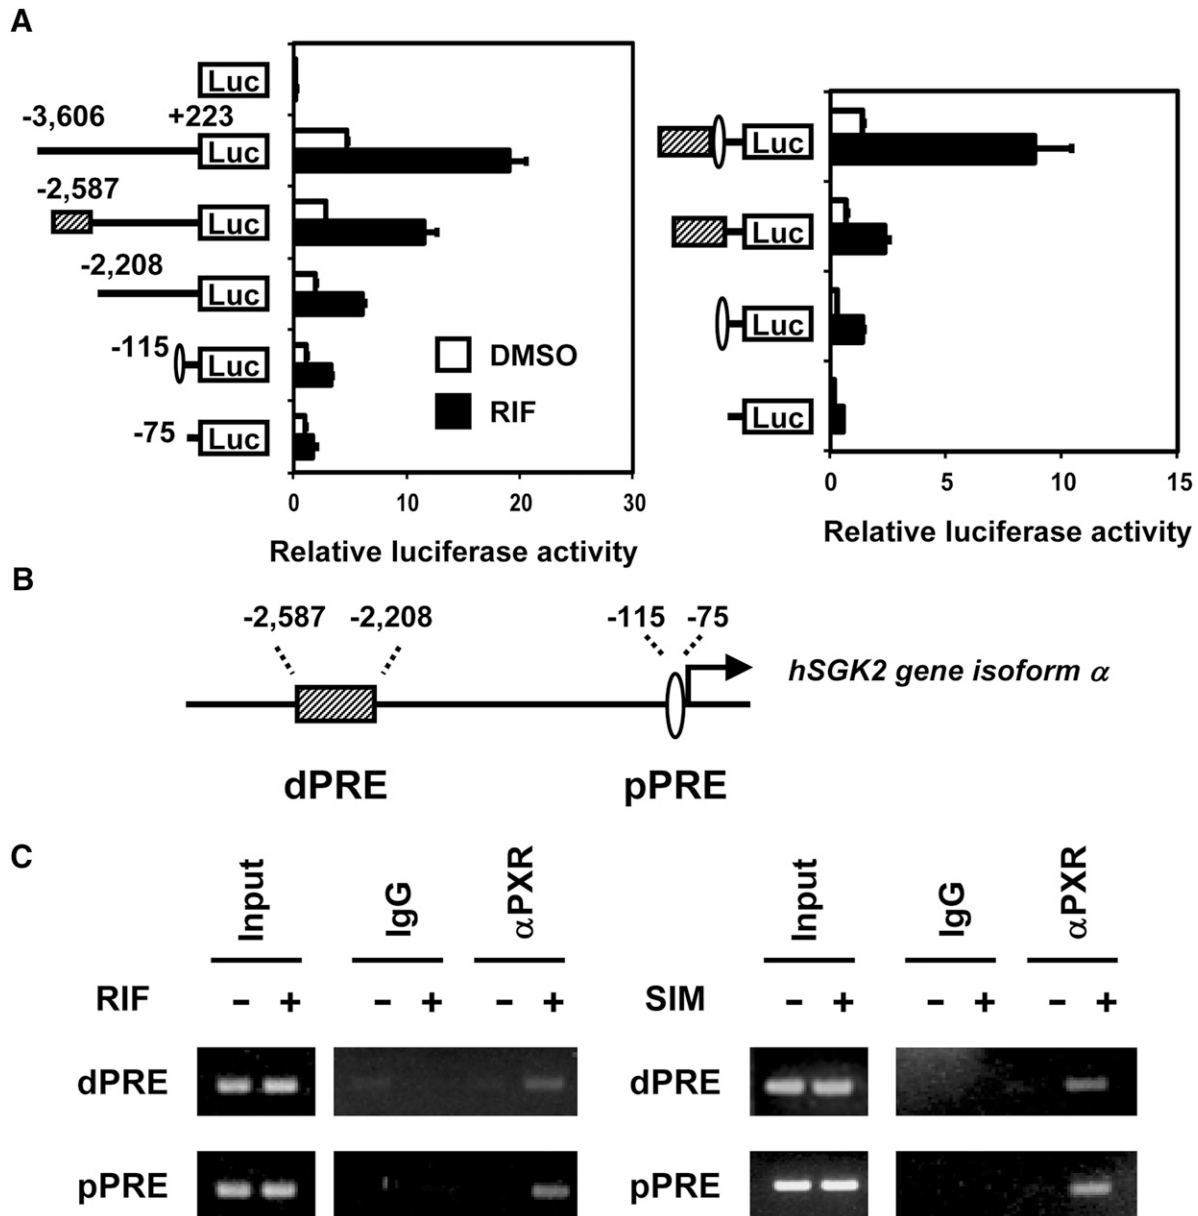 A
Luc
-3,606 +223
Luc
-2,587
Luc
-2,208
Luc
-115
Luc
-75
Luc
DMSO
RIF
0 10 20 30
Relative luciferase activity
Luc
Luc
Luc
Luc
0 5 10 15
Relative luciferase activity
B
-2,587 -2,208 -115 -75
hSGK2 gene isoform α
dPRE pPRE
C
Input IgG αPXR
RIF - + - + - +
dPRE
pPRE
Input IgG αPXR
SIM - + - + - +
dPRE
pPRE